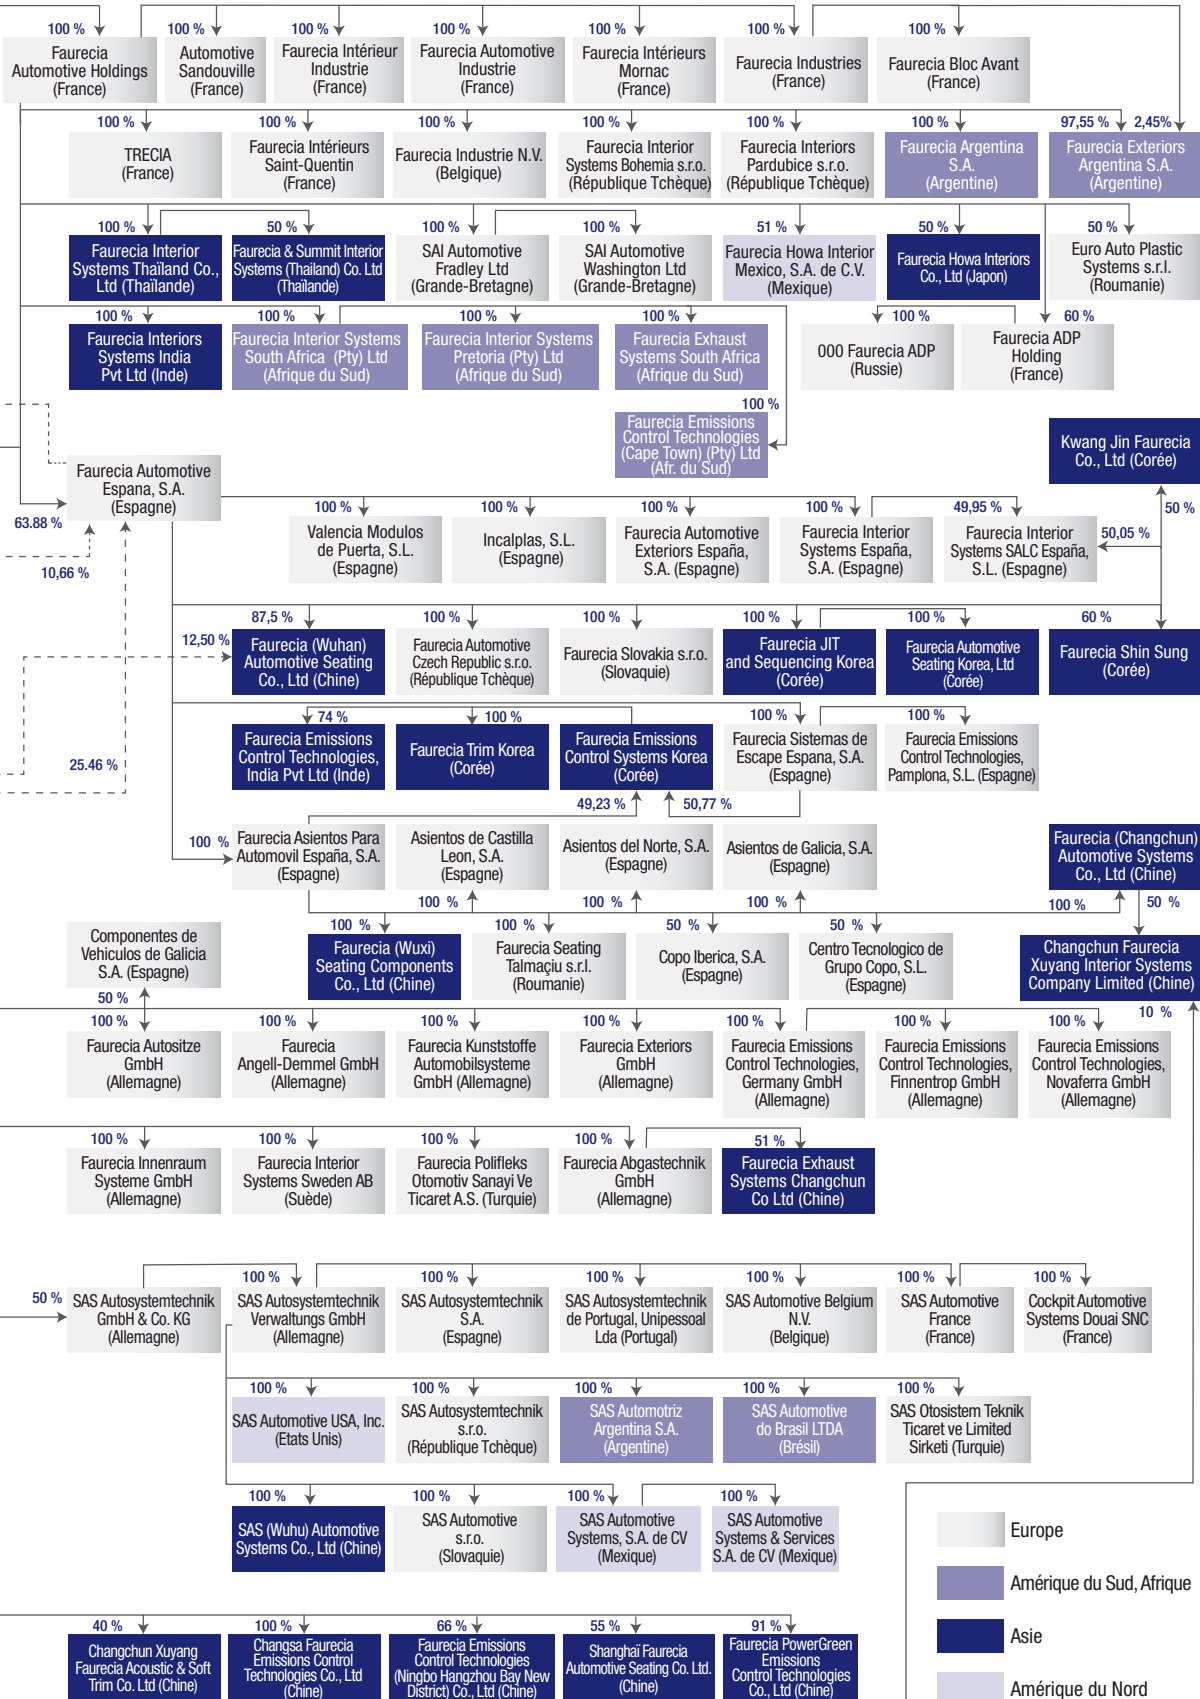 100 %
100 %
100 %
100 %
100 %
100 %
100 %
Faurecia
Automotive Holdings
(France)
Automotive
Sandouville
(France)
Faurecia Intérieur
Industrie
(France)
Faurecia Automotive
Industrie
(France)
Faurecia Intérieurs
Mornac
(France)
Faurecia Industries
(France)
Faurecia Bloc Avant
(France)
100 %
100 %
100 %
100 %
100 %
100 %
97,55 %
2,45%
TRECIA
(France)
Faurecia Intérieurs
Saint-Quentin
(France)
Faurecia Industrie N.V.
(Belgique)
Faurecia Interior
Systems Bohemia s.r.o.
(République Tchèque)
Faurecia Interiors
Pardubice s.r.o.
(République Tchèque)
Faurecia Argentina
S.A.
(Argentine)
Faurecia Exteriors
Argentina S.A.
(Argentine)
100 %
50 %
100 %
100 %
51 %
50 %
50 %
Faurecia Interior
Systems Thaïland Co.,
Ltd (Thaïlande)
Faurecia & Summit Interior
Systems (Thailand) Co. Ltd
(Thaïlande)
SAI Automotive
Fradley Ltd
(Grande-Bretagne)
SAI Automotive
Washington Ltd
(Grande-Bretagne)
Faurecia Howa Interior
Mexico, S.A. de C.V.
(Mexique)
Faurecia Howa Interiors
Co., Ltd (Japon)
Euro Auto Plastic
Systems s.r.l.
(Roumanie)
100 %
100 %
100 %
100 %
100 %
60 %
Faurecia Interiors
Systems India
Pvt Ltd (Inde)
Faurecia Interior Systems
South Africa (Pty) Ltd
(Afrique du Sud)
Faurecia Interior Systems
Pretoria (Pty) Ltd
(Afrique du Sud)
Faurecia Exhaust
Systems South Africa
(Afrique du Sud)
OOO Faurecia ADP
(Russie)
Faurecia ADP
Holding
(France)
100 %
Faurecia Emissions
Control Technologies
(Cape Town) (Pty) Ltd
(Afr. du Sud)
Kwang Jin Faurecia
Co., Ltd (Corée)
Faurecia Automotive
Espana, S.A.
(Espagne)
63.88 %
10,66 %
100 %
100 %
100 %
100 %
49,95 %
50 %
50,05 %
Valencia Modulos
de Puerta, S.L.
(Espagne)
Incalplas, S.L.
(Espagne)
Faurecia Automotive
Exteriors España,
S.A. (Espagne)
Faurecia Interior
Systems España,
S.A. (Espagne)
Faurecia Interior
Systems SALC España,
S.L. (Espagne)
87,5 %
100 %
100 %
100 %
100 %
60 %
12,50 %
Faurecia (Wuhan)
Automotive Seating
Co., Ltd (Chine)
Faurecia Automotive
Czech Republic s.r.o.
(République Tchèque)
Faurecia Slovakia s.r.o.
(Slovaquie)
Faurecia JIT
and Sequencing Korea
(Corée)
Faurecia Automotive
Seating Korea, Ltd
(Corée)
Faurecia Shin Sung
(Corée)
74 %
100 %
100 %
100 %
25.46 %
Faurecia Emissions
Control Technologies,
India Pvt Ltd (Inde)
Faurecia Trim Korea
(Corée)
Faurecia Emissions
Control Systems Korea
(Corée)
Faurecia Sistemas de
Escape Espana, S.A.
(Espagne)
Faurecia Emissions
Control Technologies,
Pamplona, S.L. (Espagne)
49,23 %
50,77 %
100 %
Faurecia Asientos Para
Automovil España, S.A.
(Espagne)
Asientos de Castilla
Leon, S.A.
(Espagne)
Asientos del Norte, S.A.
(Espagne)
Asientos de Galicia, S.A.
(Espagne)
Faurecia (Changchun)
Automotive Systems
Co., Ltd (Chine)
100 %
100 %
100 %
100 %
50 %
100 %
100 %
50 %
50 %
Componentes de
Vehiculos de Galicia
S.A. (Espagne)
Faurecia (Wuxi)
Seating Components
Co., Ltd (Chine)
Faurecia Seating
Talmaçiu s.r.l.
(Roumanie)
Copo Iberica, S.A.
(Espagne)
Centro Tecnologico de
Grupo Copo, S.L.
(Espagne)
Changchun Faurecia
Xuyang Interior Systems
Company Limited (Chine)
50 %
10 %
100 %
100 %
100 %
100 %
100 %
100 %
100 %
Faurecia Autositze
GmbH
(Allemagne)
Faurecia
Angell-Demmel GmbH
(Allemagne)
Faurecia Kunststoffe
Automobilsysteme
GmbH (Allemagne)
Faurecia Exteriors
GmbH
(Allemagne)
Faurecia Emissions
Control Technologies,
Germany GmbH
(Allemagne)
Faurecia Emissions
Control Technologies,
Finnentrop GmbH
(Allemagne)
Faurecia Emissions
Control Technologies,
Novaferra GmbH
(Allemagne)
100 %
100 %
100 %
100 %
51 %
Faurecia Innenraum
Systeme GmbH
(Allemagne)
Faurecia Interior
Systems Sweden AB
(Suède)
Faurecia Polifleks
Otomotiv Sanayi Ve
Ticaret A.S. (Turquie)
Faurecia Abgastechnik
GmbH
(Allemagne)
Faurecia Exhaust
Systems Changchun
Co Ltd (Chine)
50 %
100 %
100 %
100 %
100 %
100 %
100 %
SAS Autosystemtechnik
GmbH & Co. KG
(Allemagne)
SAS Autosystemtechnik
Verwaltungs GmbH
(Allemagne)
SAS Autosystemtechnik
S.A.
(Espagne)
SAS Autosystemtechnik
de Portugal, Unipessoal
Lda (Portugal)
SAS Automotive Belgium
N.V.
(Belgique)
SAS Automotive
France
(France)
Cockpit Automotive
Systems Douai SNC
(France)
100 %
100 %
100 %
100 %
100 %
SAS Automotive USA, Inc.
(Etats Unis)
SAS Autosystemtechnik
s.r.o.
(République Tchèque)
SAS Automotriz
Argentina S.A.
(Argentine)
SAS Automotive
do Brasil LTDA
(Brésil)
SAS Otosistem Teknik
Ticaret ve Limited
Sirketi (Turquie)
100 %
100 %
100 %
100 %
SAS (Wuhu) Automotive
Systems Co., Ltd (Chine)
SAS Automotive
s.r.o.
(Slovaquie)
SAS Automotive
Systems, S.A. de CV
(Mexique)
SAS Automotive
Systems & Services
S.A. de CV (Mexique)
Europe
Amérique du Sud, Afrique
Asie
Amérique du Nord
40 %
100 %
66 %
55 %
91 %
Changchun Xuyang
Faurecia Acoustic & Soft
Trim Co. Ltd (Chine)
Changsa Faurecia
Emissions Control
Technologies Co., Ltd
(Chine)
Faurecia Emissions
Control Technologies
(Ningbo Hangzhou Bay New
District) Co., Ltd (Chine)
Shanghaï Faurecia
Automotive Seating Co. Ltd.
(Chine)
Faurecia PowerGreen
Emissions
Control Technologies
Co., Ltd (Chine)